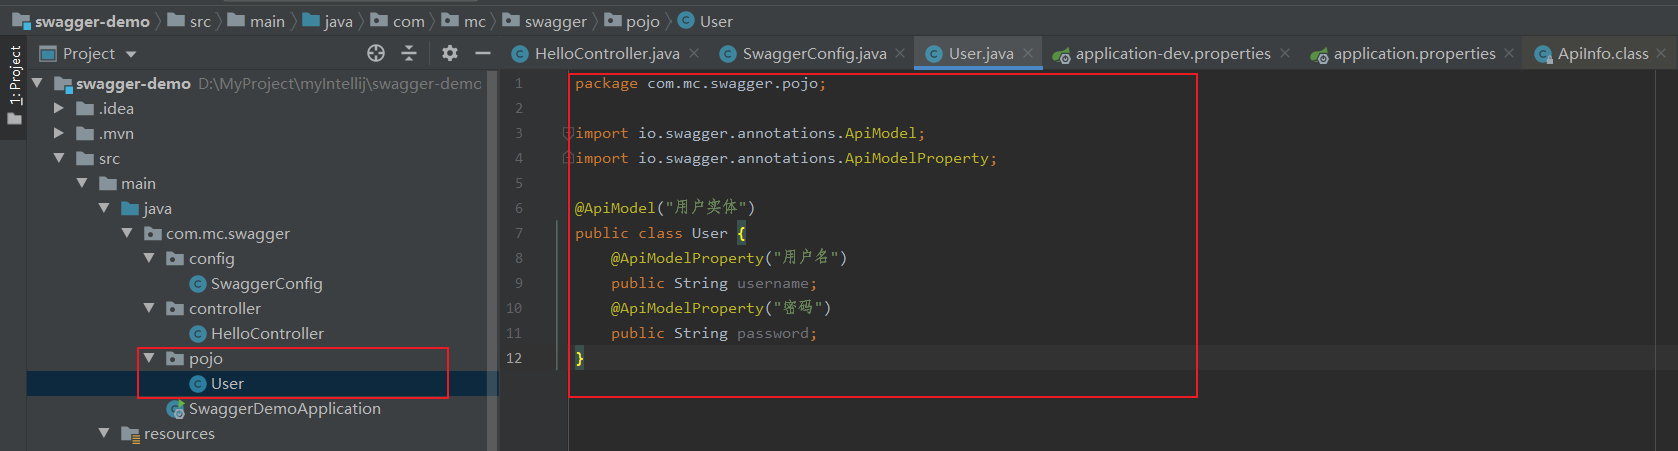 swagger-demo src main java com mc swagger pojo User
1: Project
Project
HelloController.java SwaggerConfig.java User.java application-dev.properties application.properties ApiInfo.class
swagger-demo D:\MyProject\myIntellij\swagger-demo
.idea
.mvn
src
main
java
com.mc.swagger
config
SwaggerConfig
controller
HelloController
pojo
User
SwaggerDemoApplication
resources
1 package com.mc.swagger.pojo;
2
3 import io.swagger.annotations.ApiModel;
4 import io.swagger.annotations.ApiModelProperty;
5
6 @ApiModel("用户实体")
7 public class User {
8 @ApiModelProperty("用户名")
9 public String username;
10 @ApiModelProperty("密码")
11 public String password;
12 }